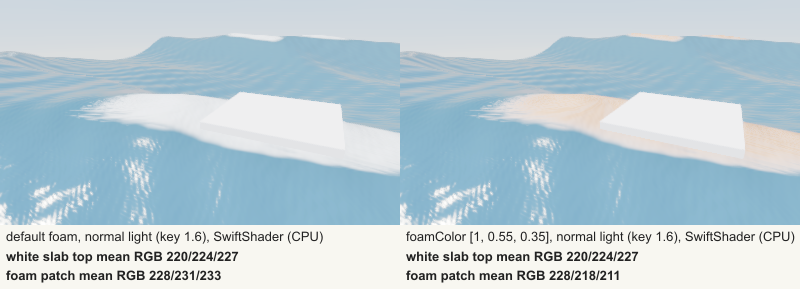 default foam, normal light (key 1.6), SwiftShader (CPU)
white slab top mean RGB 220/224/227
foam patch mean RGB 228/231/233
foamColor [1, 0.55, 0.35], normal light (key 1.6), SwiftShader (CPU)
white slab top mean RGB 220/224/227
foam patch mean RGB 228/218/211